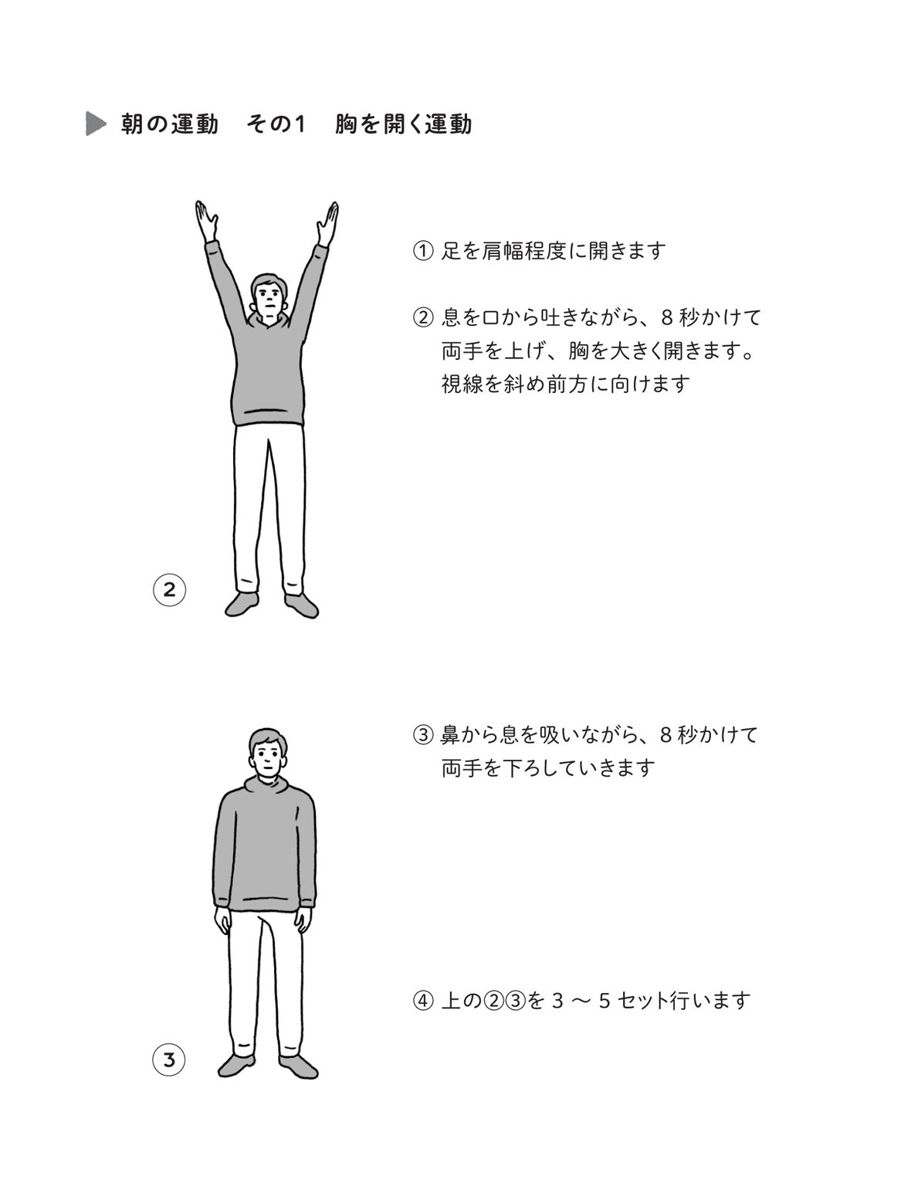 ▶ 朝の運動　その1　胸を開く運動
① 足を肩幅程度に開きます
② 息を口から吐きながら、8秒かけて
両手を上げ、胸を大きく開きます。
視線を斜め前方に向けます
②
③ 鼻から息を吸いながら、8秒かけて
両手を下ろしていきます
④ 上の②③を3〜5セット行います
③